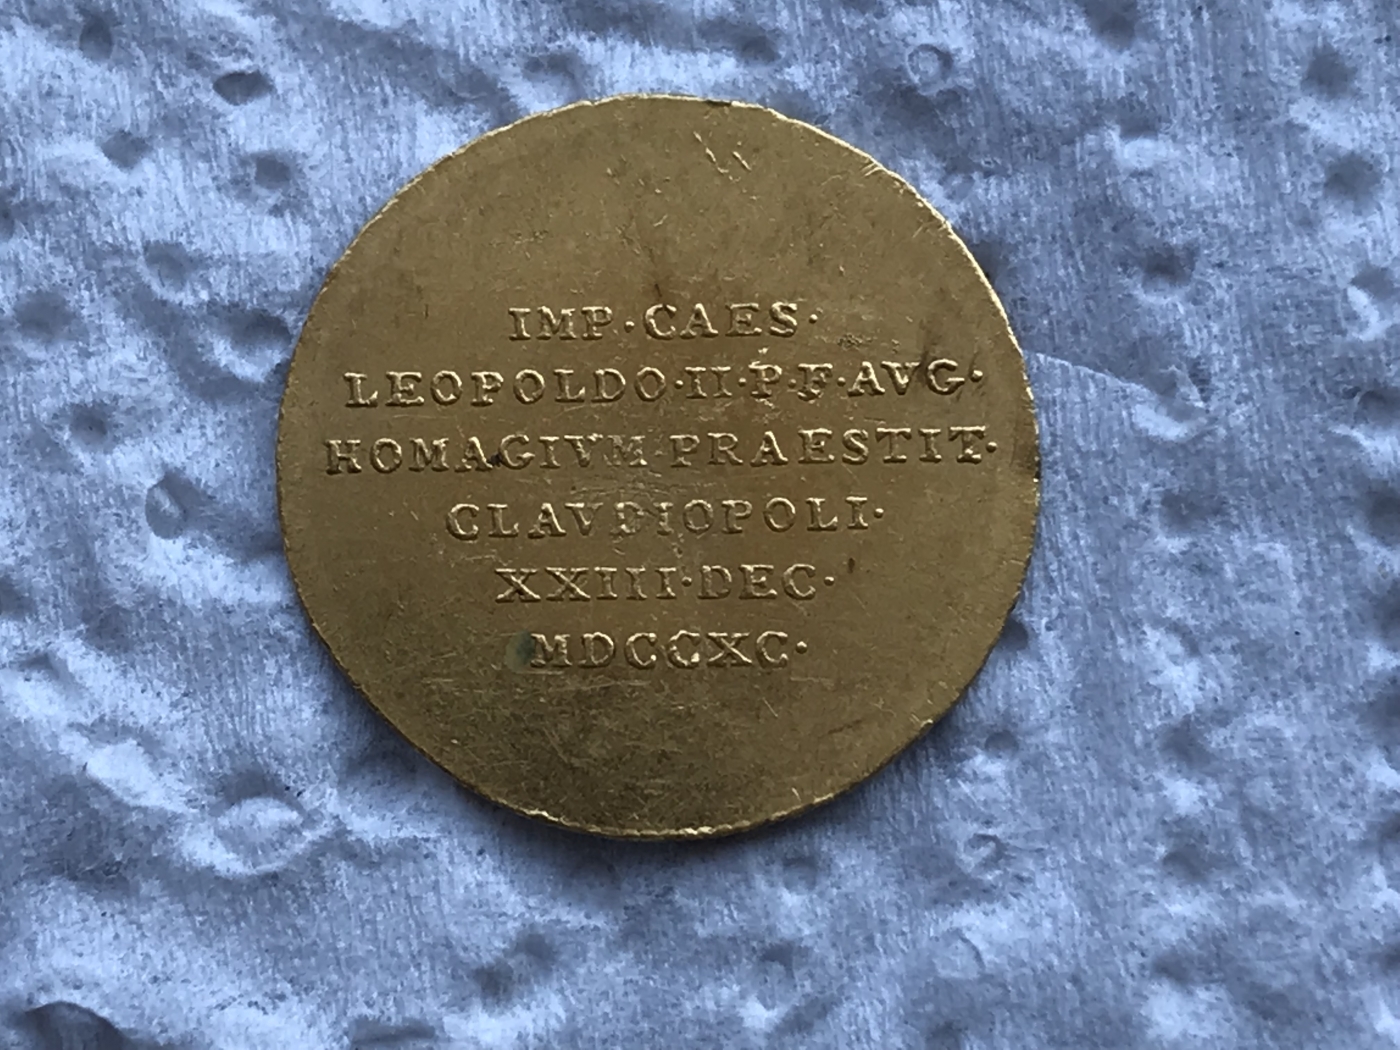 IMP·CAES·
LEOPOLDO·II·P·F·AVG·
HOMAGIVM PRAESTIT·
CLAVDIOPOLI·
XXIII·DEC·
MDCCXC·